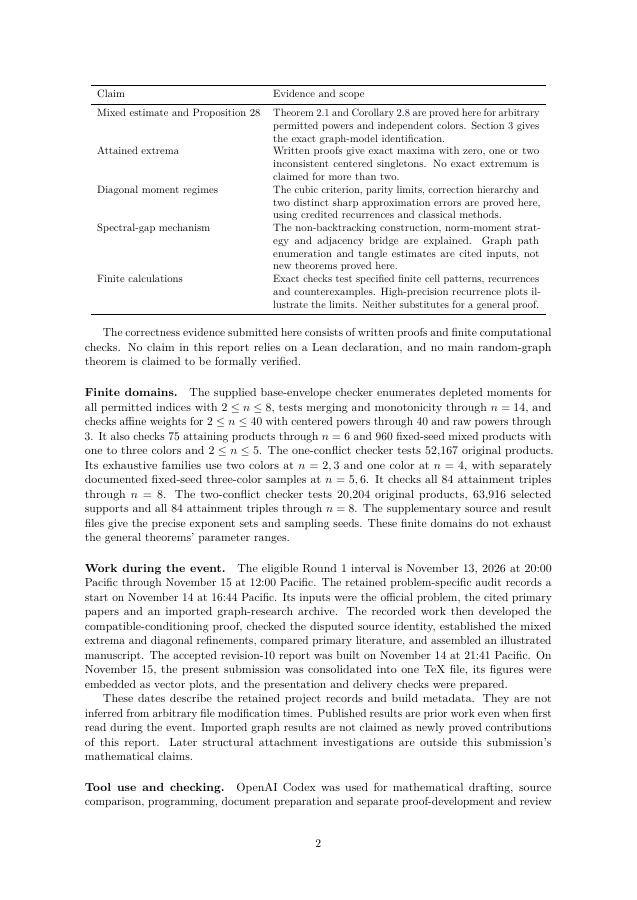 Claim Evidence and scope
Mixed estimate and Proposition 28 Theorem 2.1 and Corollary 2.8 are proved here for arbitrary
permitted powers and independent colors. Section 3 gives
the exact graph-model identification.
Attained extrema Written proofs give exact maxima with zero, one or two
inconsistent centered singletons. No exact extremum is
claimed for more than two.
Diagonal moment regimes The cubic criterion, parity limits, correction hierarchy and
two distinct sharp approximation errors are proved here,
using credited recurrences and classical methods.
Spectral-gap mechanism The non-backtracking construction, norm-moment strat-
egy and adjacency bridge are explained. Graph path
enumeration and tangle estimates are cited inputs, not
new theorems proved here.
Finite calculations Exact checks test specified finite cell patterns, recurrences
and counterexamples. High-precision recurrence plots il-
lustrate the limits. Neither substitutes for a general proof.
The correctness evidence submitted here consists of written proofs and finite computational
checks. No claim in this report relies on a Lean declaration, and no main random-graph
theorem is claimed to be formally verified.
Finite domains. The supplied base-envelope checker enumerates depleted moments for
all permitted indices with 2 ≤ n ≤ 8, tests merging and monotonicity through n = 14, and
checks affine weights for 2 ≤ n ≤ 40 with centered powers through 40 and raw powers through
3. It also checks 75 attaining products through n = 6 and 960 fixed-seed mixed products with
one to three colors and 2 ≤ n ≤ 5. The one-conflict checker tests 52,167 original products.
Its exhaustive families use two colors at n = 2, 3 and one color at n = 4, with separately
documented fixed-seed three-color samples at n = 5, 6. It checks all 84 attainment triples
through n = 8. The two-conflict checker tests 20,204 original products, 63,916 selected
supports and all 84 attainment triples through n = 8. The supplementary source and result
files give the precise exponent sets and sampling seeds. These finite domains do not exhaust
the general theorems' parameter ranges.
Work during the event. The eligible Round 1 interval is November 13, 2026 at 20:00
Pacific through November 15 at 12:00 Pacific. The retained problem-specific audit records a
start on November 14 at 16:44 Pacific. Its inputs were the official problem, the cited primary
papers and an imported graph-research archive. The recorded work then developed the
compatible-conditioning proof, checked the disputed source identity, established the mixed
extrema and diagonal refinements, compared primary literature, and assembled an illustrated
manuscript. The accepted revision-10 report was built on November 14 at 21:41 Pacific. On
November 15, the present submission was consolidated into one TeX file, its figures were
embedded as vector plots, and the presentation and delivery checks were prepared.
These dates describe the retained project records and build metadata. They are not
inferred from arbitrary file modification times. Published results are prior work even when first
read during the event. Imported graph results are not claimed as newly proved contributions
of this report. Later structural attachment investigations are outside this submission's
mathematical claims.
Tool use and checking. OpenAI Codex was used for mathematical drafting, source
comparison, programming, document preparation and separate proof-development and review
2